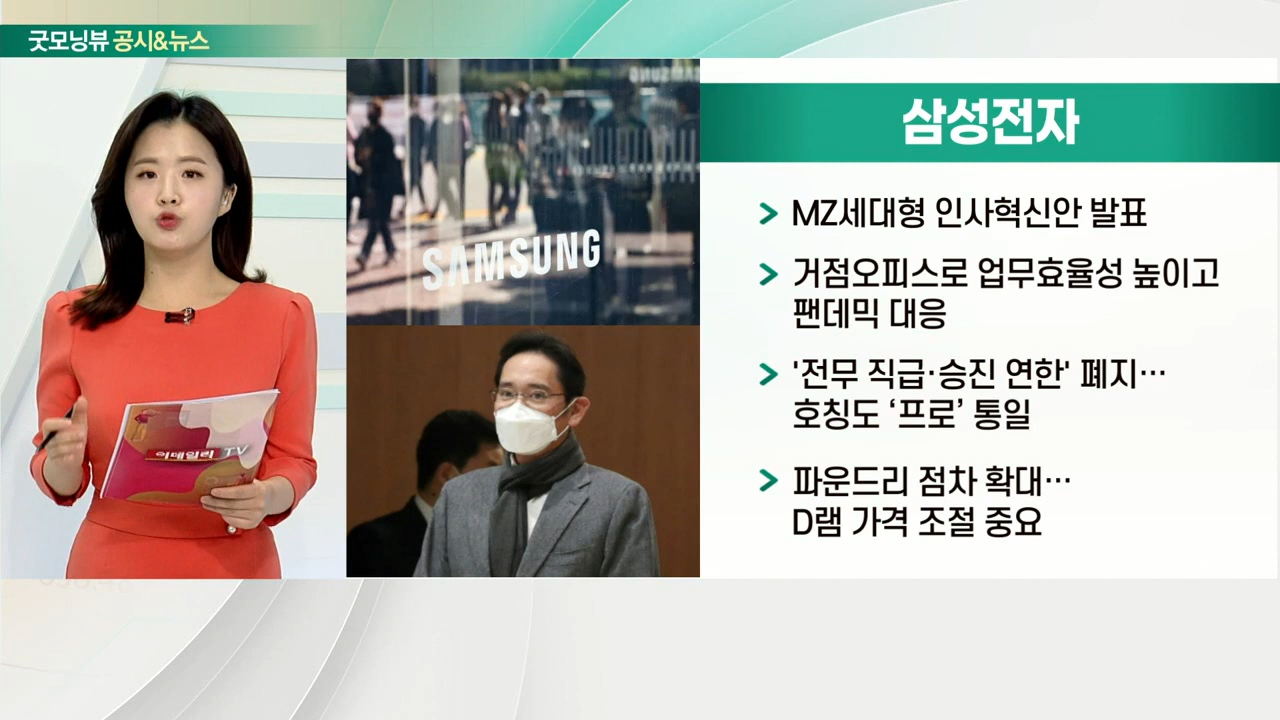 굿모닝뷰 공시&뉴스
SAMSUNG
SAMSUNG
삼성전자
> MZ세대형 인사혁신안 발표
> 거점오피스로 업무효율성 높이고
팬데믹 대응
> '전무 직급·승진 연한' 폐지…
호칭도 ‘프로’ 통일
> 파운드리 점차 확대…
D램 가격 조절 중요
이데일리 TV